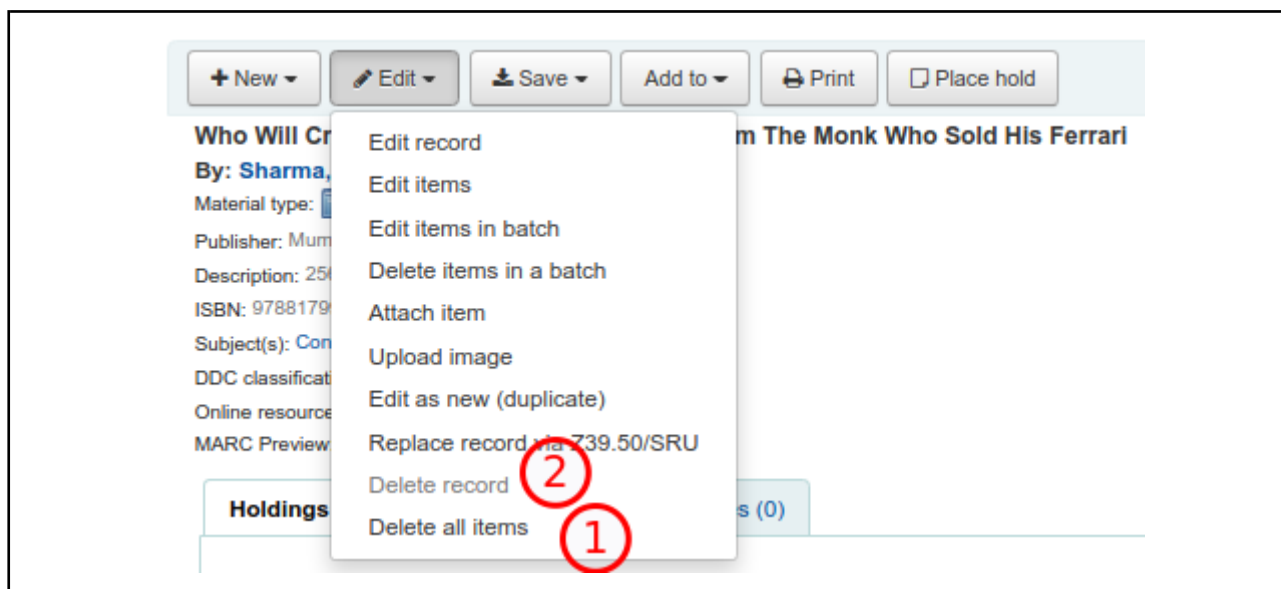 New Edit Save Add to Print Place hold
Who Will Cr m The Monk Who Sold His Ferrari
Edit record
By: Sharma,
Edit items
Material type:
Edit items in batch
Publisher: Mum
Delete items in a batch
Description: 25
ISBN: 97881799
Attach item
Subject(s): Con
Upload image
DDC classificati
Edit as new (duplicate)
Online resource
Replace record via Z39.50/SRU
MARC Preview
Delete record 2
Holdings s (0)
Delete all items 1